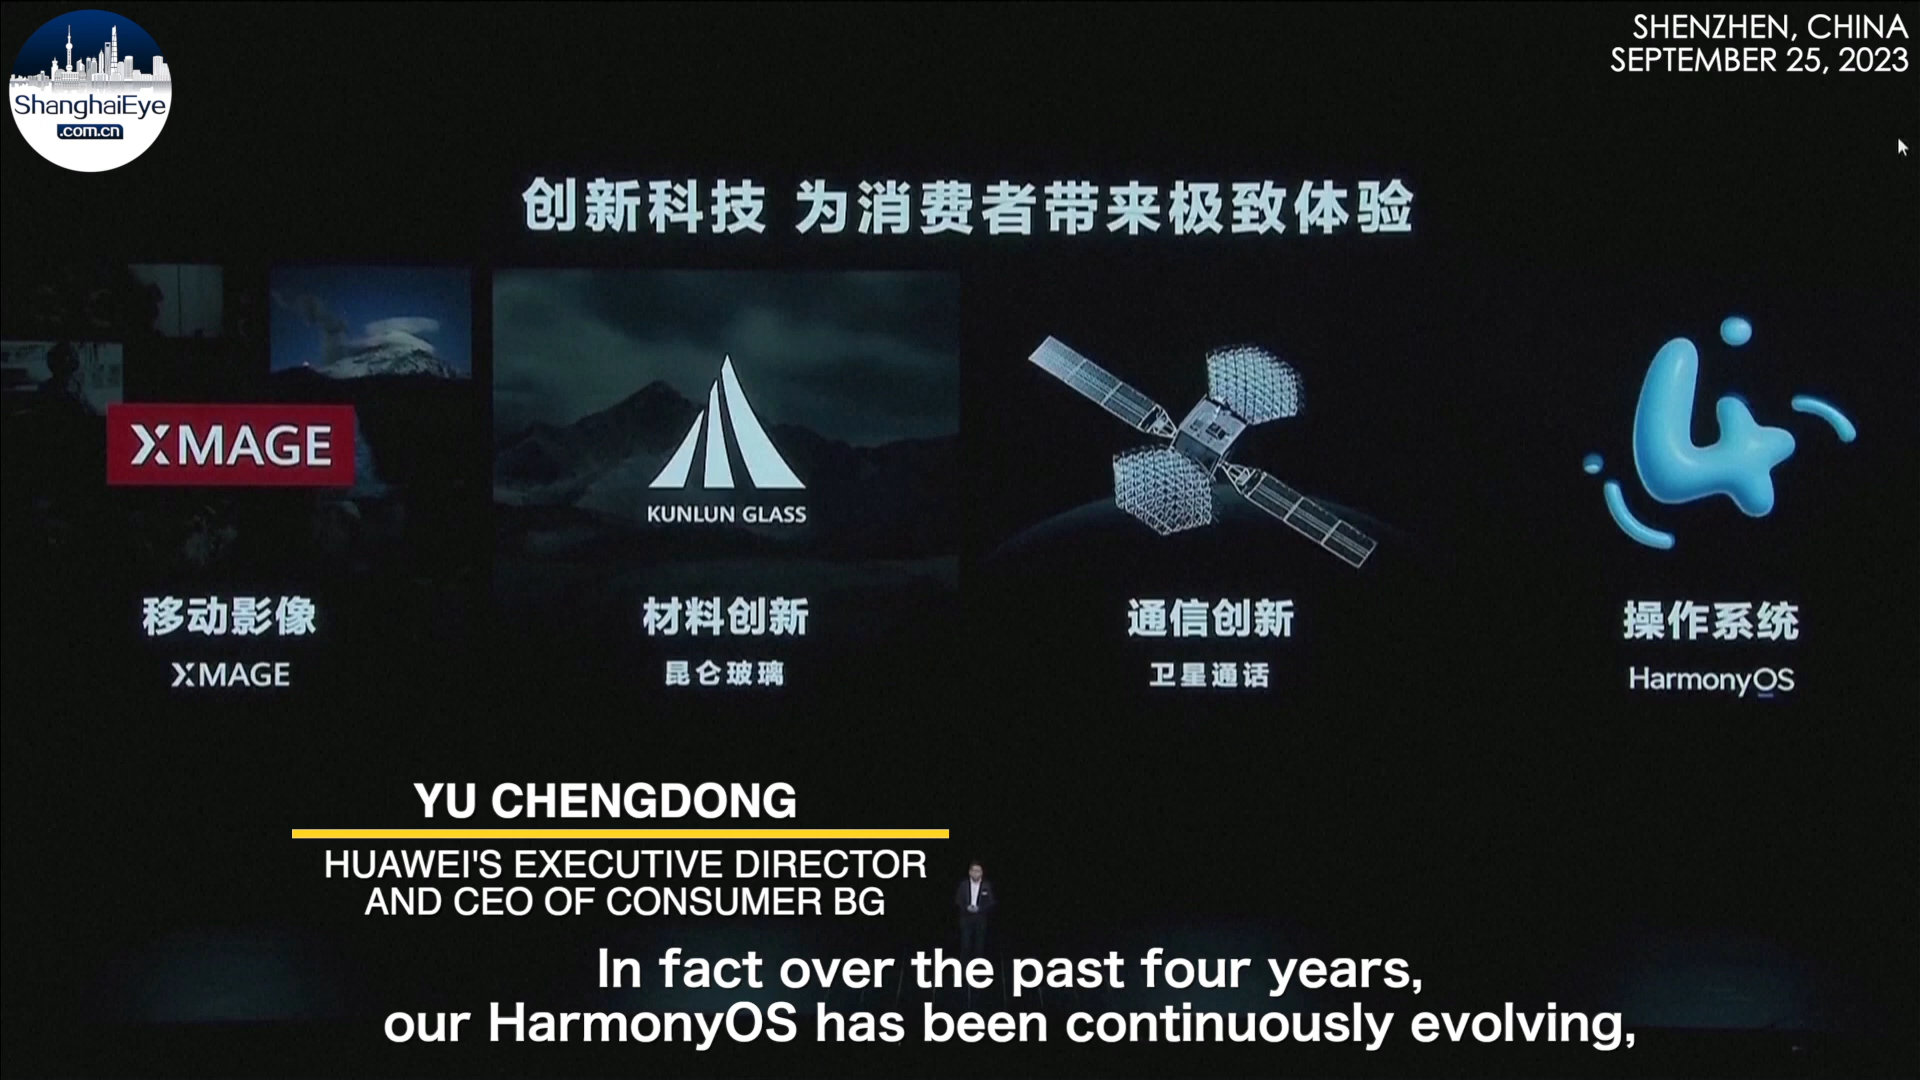 ShanghaiEye
.com.cn
SHENZHEN, CHINA
SEPTEMBER 25, 2023
创新科技 为消费者带来极致体验
XMAGE
KUNLUN GLASS
移动影像
XMAGE
材料创新
昆仑玻璃
通信创新
卫星通话
操作系统
HarmonyOS
YU CHENGDONG
HUAWEI'S EXECUTIVE DIRECTOR
AND CEO OF CONSUMER BG
In fact over the past four years,
our HarmonyOS has been continuously evolving,